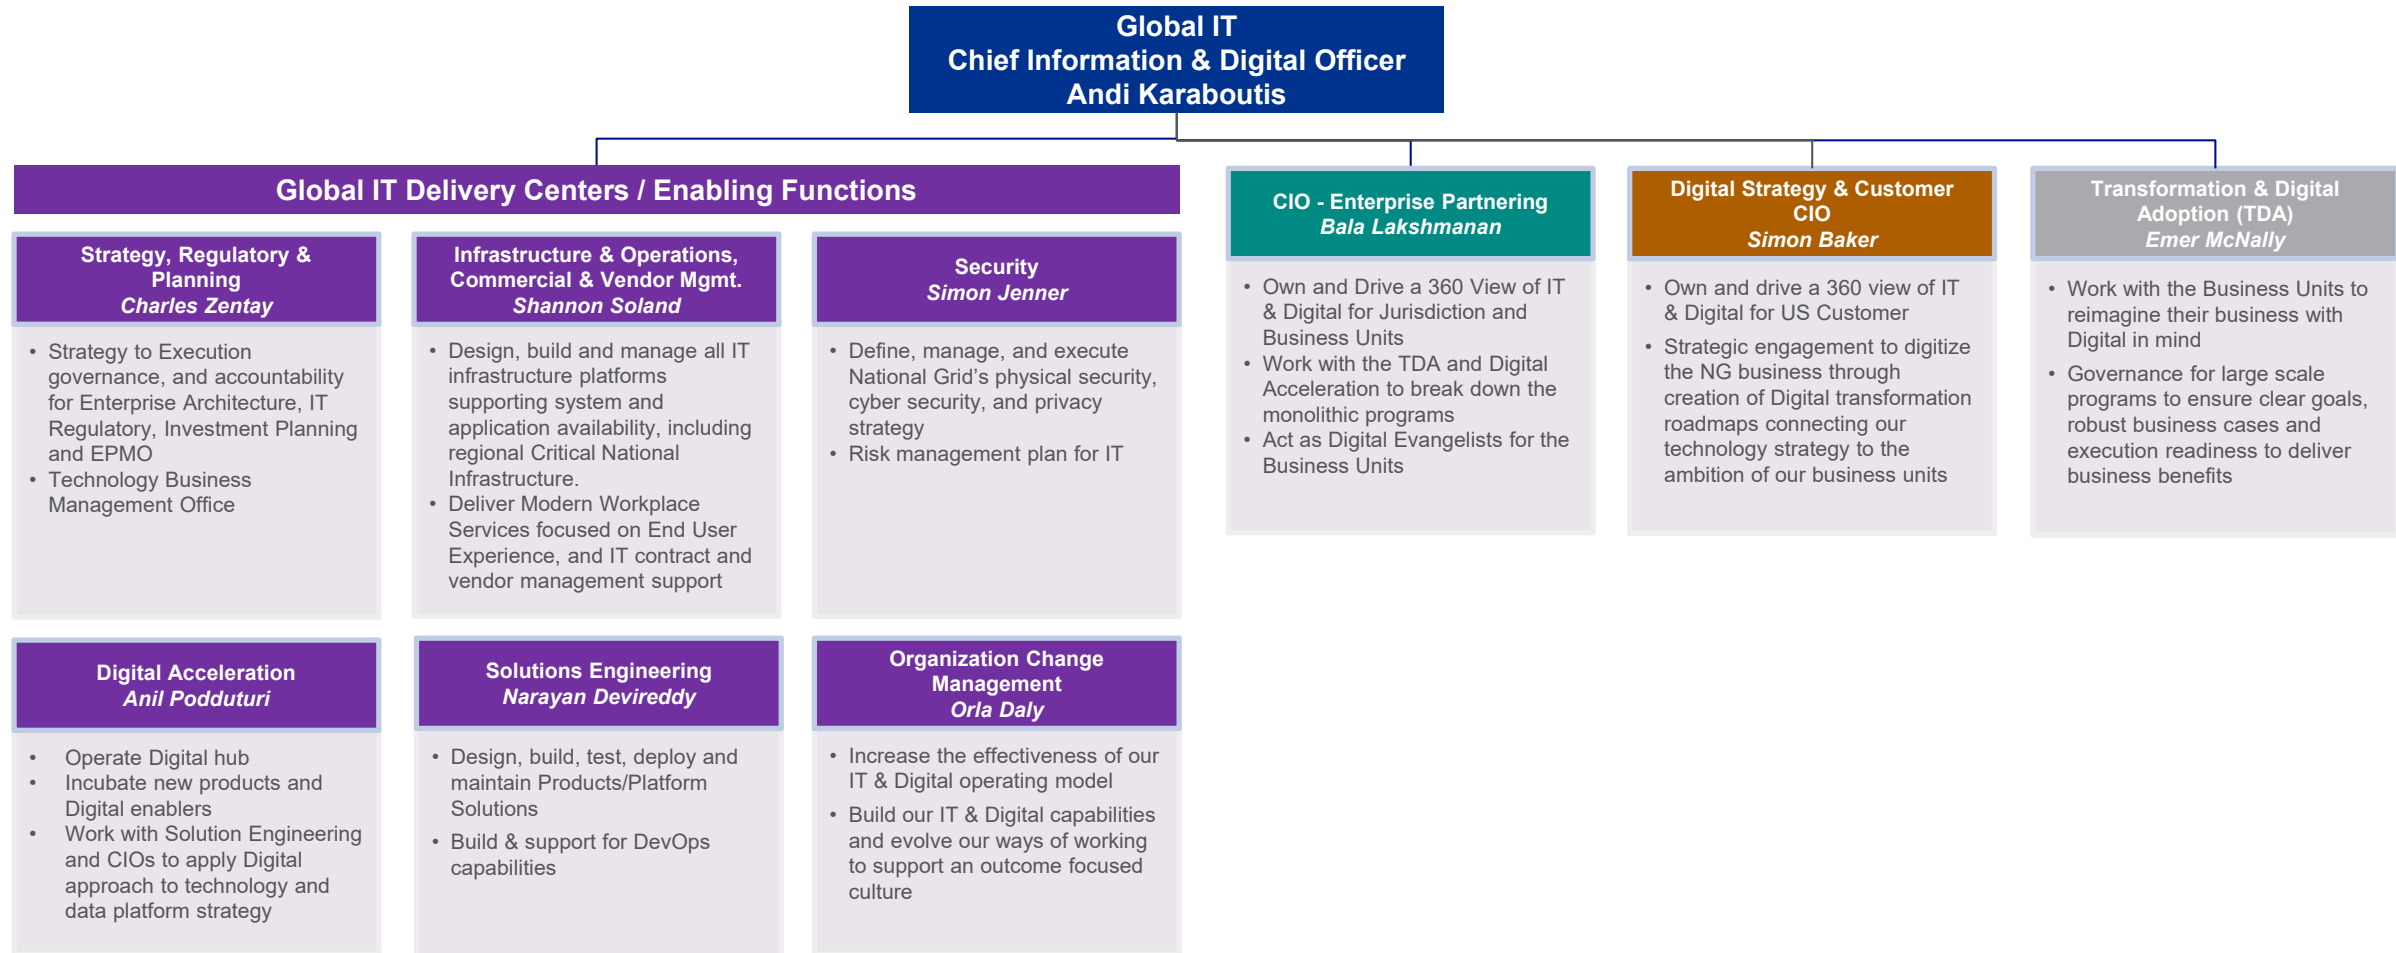 Global IT
Chief Information & Digital Officer
Andi Karaboutis
Global IT Delivery Centers / Enabling Functions
Strategy, Regulatory &
Planning
Charles Zentay
• Strategy to Execution
governance, and accountability
for Enterprise Architecture, IT
Regulatory, Investment Planning
and EPMO
• Technology Business
Management Office
Infrastructure & Operations,
Commercial & Vendor Mgmt.
Shannon Soland
• Design, build and manage all IT
infrastructure platforms
supporting system and
application availability, including
regional Critical National
Infrastructure.
• Deliver Modern Workplace
Services focused on End User
Experience, and IT contract and
vendor management support
Security
Simon Jenner
• Define, manage, and execute
National Grid’s physical security,
cyber security, and privacy
strategy
• Risk management plan for IT
Digital Acceleration
Anil Podduturi
• Operate Digital hub
• Incubate new products and
Digital enablers
• Work with Solution Engineering
and CIOs to apply Digital
approach to technology and
data platform strategy
Solutions Engineering
Narayan Devireddy
• Design, build, test, deploy and
maintain Products/Platform
Solutions
• Build & support for DevOps
capabilities
Organization Change
Management
Orla Daly
• Increase the effectiveness of our
IT & Digital operating model
• Build our IT & Digital capabilities
and evolve our ways of working
to support an outcome focused
culture
CIO - Enterprise Partnering
Bala Lakshmanan
• Own and Drive a 360 View of IT
& Digital for Jurisdiction and
Business Units
• Work with the TDA and Digital
Acceleration to break down the
monolithic programs
• Act as Digital Evangelists for the
Business Units
Digital Strategy & Customer
CIO
Simon Baker
• Own and drive a 360 view of IT
& Digital for US Customer
• Strategic engagement to digitize
the NG business through
creation of Digital transformation
roadmaps connecting our
technology strategy to the
ambition of our business units
Transformation & Digital
Adoption (TDA)
Emer McNally
• Work with the Business Units to
reimagine their business with
Digital in mind
• Governance for large scale
programs to ensure clear goals,
robust business cases and
execution readiness to deliver
business benefits